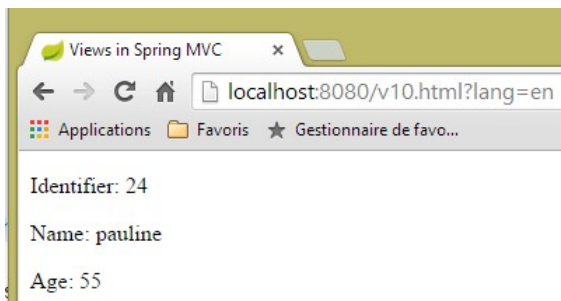 Views in Spring MVC
localhost:8080/v10.html?lang=en
Applications Favoris Gestionnaire de favo...
Identifier: 24
Name: pauline
Age: 55